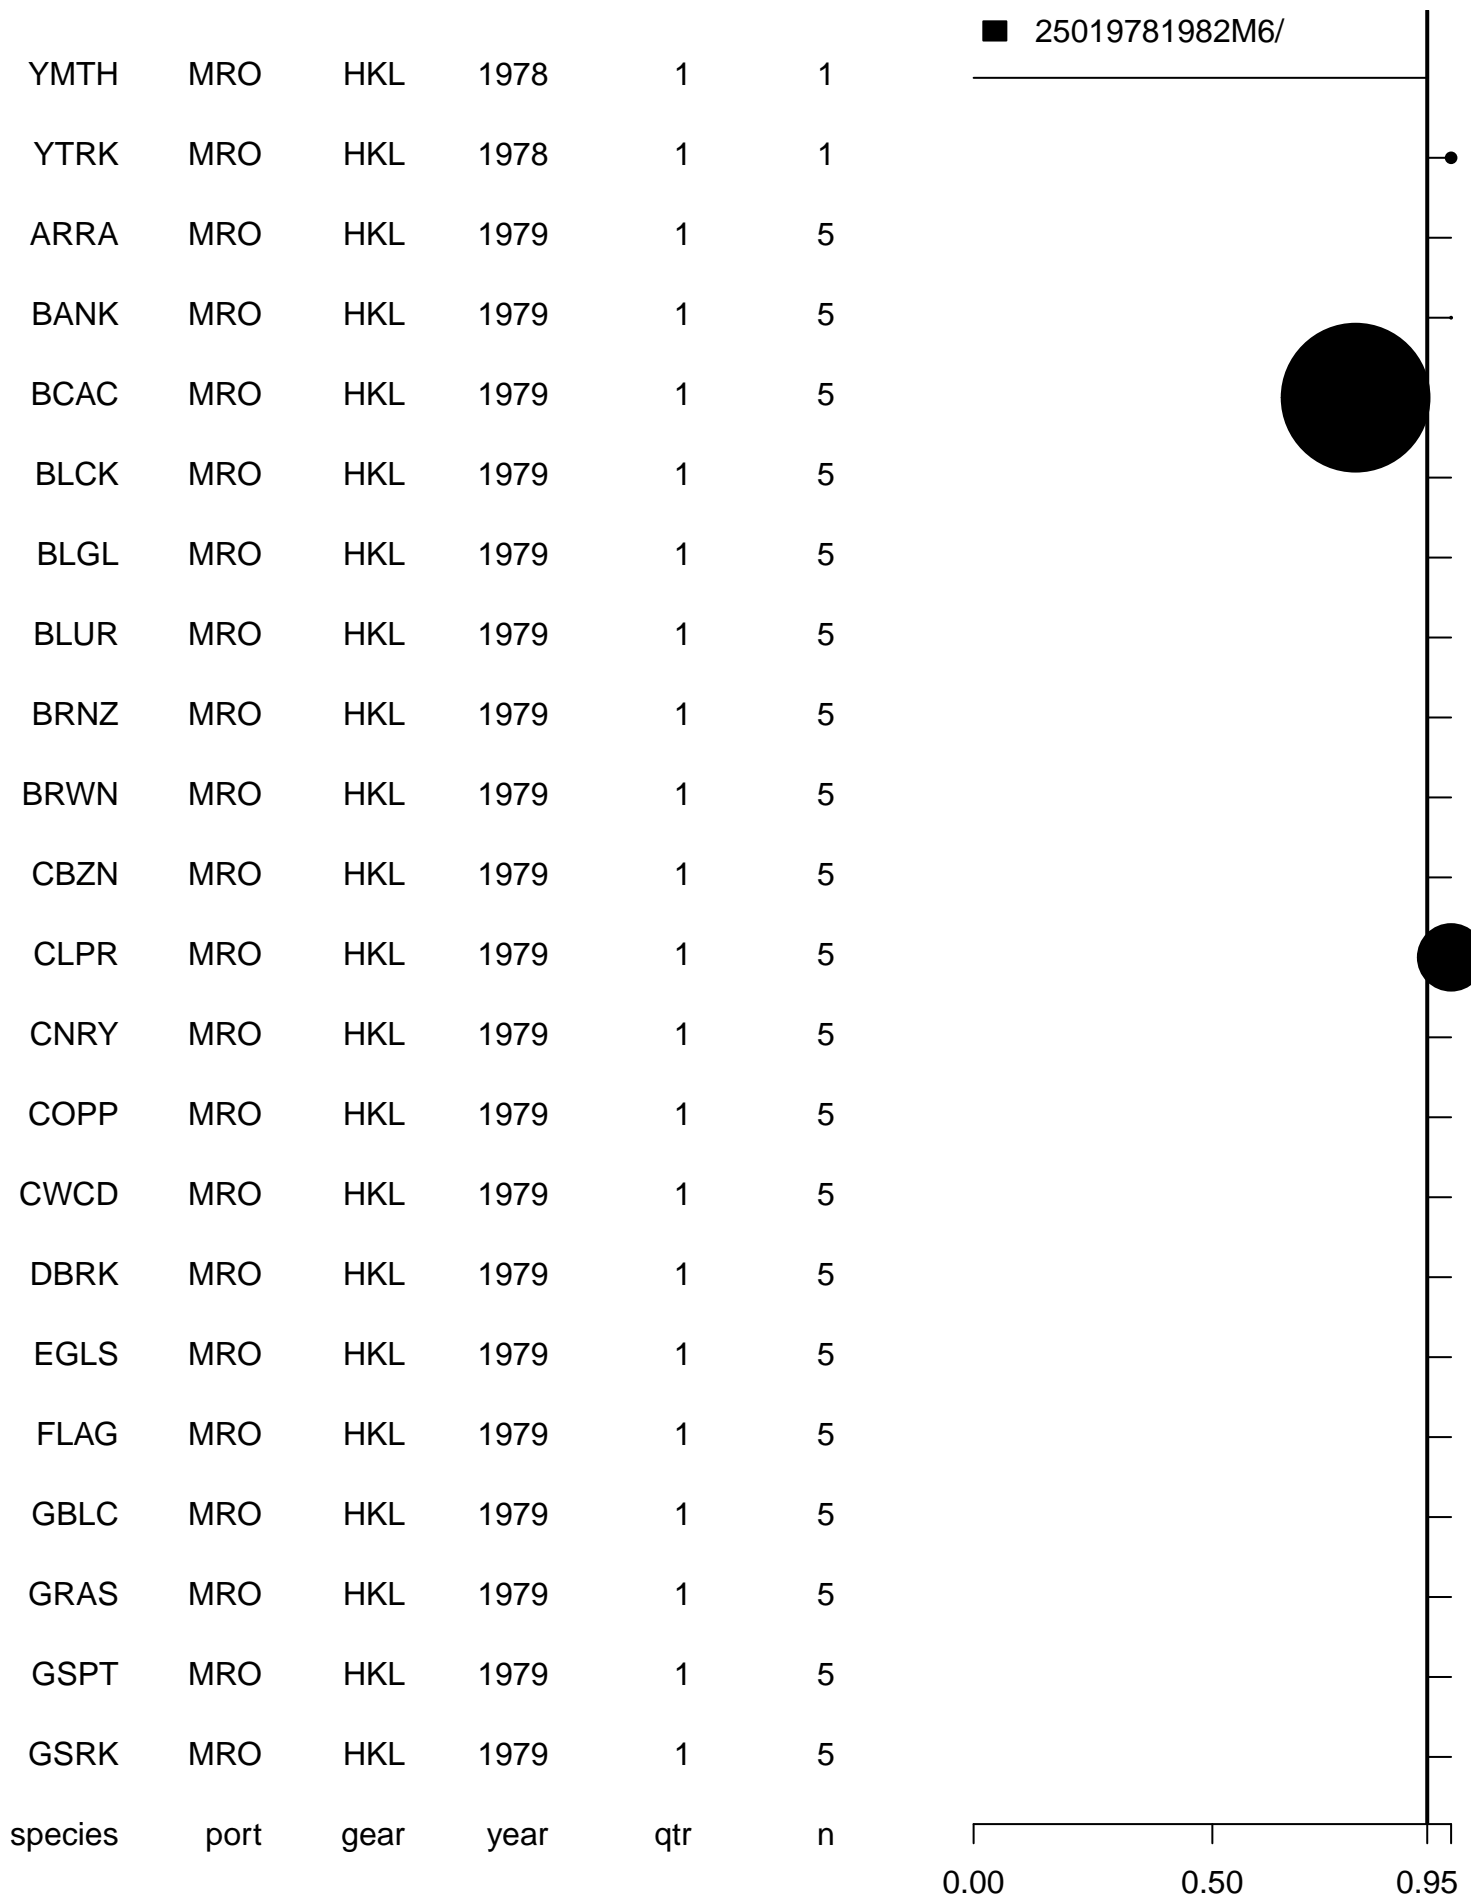 25019781982M6/
YMTH MRO HKL 1978 1 1
YTRK MRO HKL 1978 1 1
ARRA MRO HKL 1979 1 5
BANK MRO HKL 1979 1 5
BCAC MRO HKL 1979 1 5
BLCK MRO HKL 1979 1 5
BLGL MRO HKL 1979 1 5
BLUR MRO HKL 1979 1 5
BRNZ MRO HKL 1979 1 5
BRWN MRO HKL 1979 1 5
CBZN MRO HKL 1979 1 5
CLPR MRO HKL 1979 1 5
CNRY MRO HKL 1979 1 5
COPP MRO HKL 1979 1 5
CWCD MRO HKL 1979 1 5
DBRK MRO HKL 1979 1 5
EGLS MRO HKL 1979 1 5
FLAG MRO HKL 1979 1 5
GBLC MRO HKL 1979 1 5
GRAS MRO HKL 1979 1 5
GSPT MRO HKL 1979 1 5
GSRK MRO HKL 1979 1 5
species port gear year qtr n
0.00 0.50 0.95